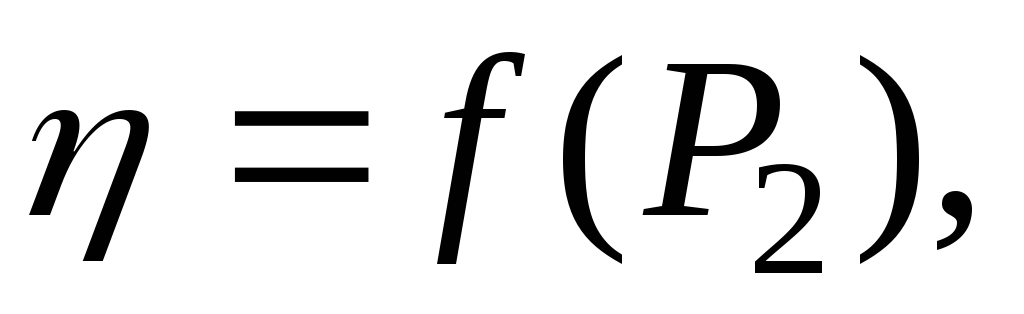 η = f (P₂),